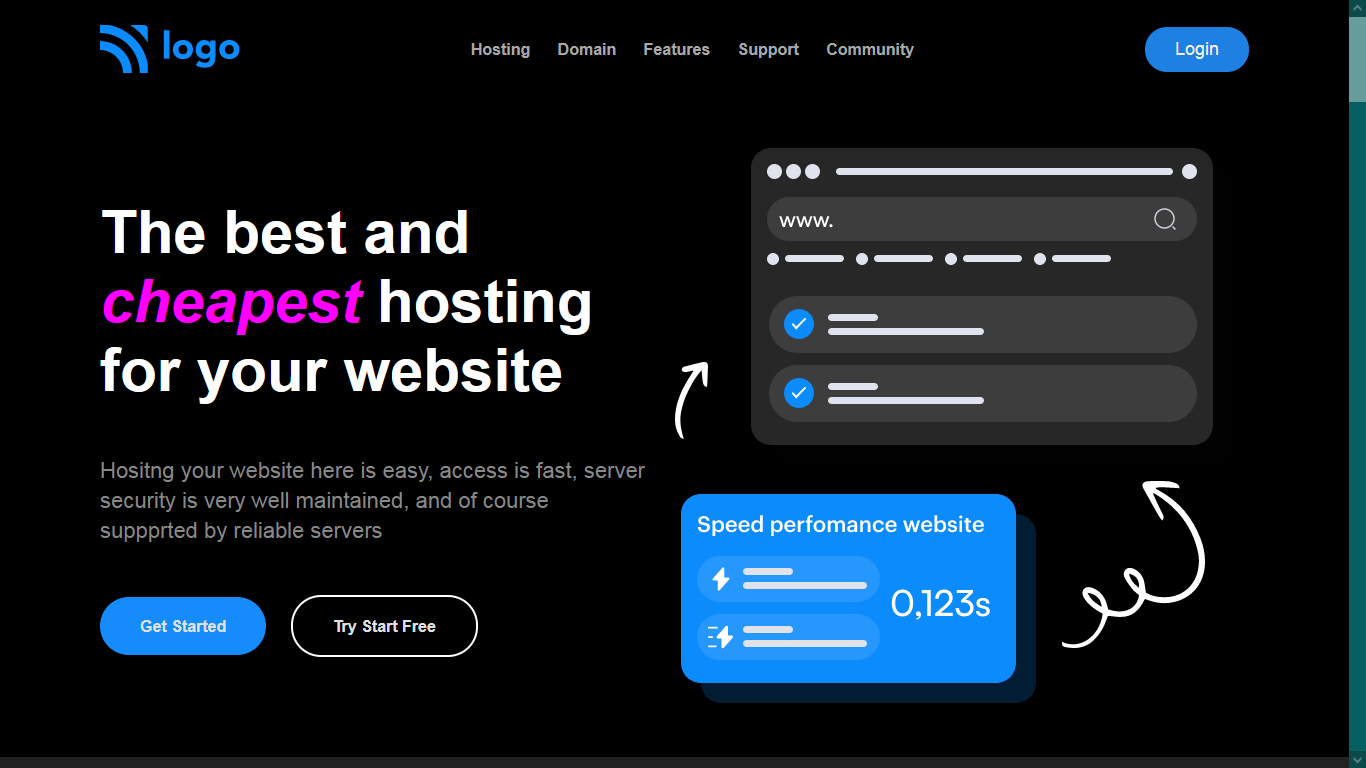 logo
Hosting Domain Features Support Community
Login
The best and
cheapest hosting
for your website
Hositng your website here is easy, access is fast, server
security is very well maintained, and of course
suppprted by reliable servers
Get Started
Try Start Free
www.
Speed perfomance website
0,123s